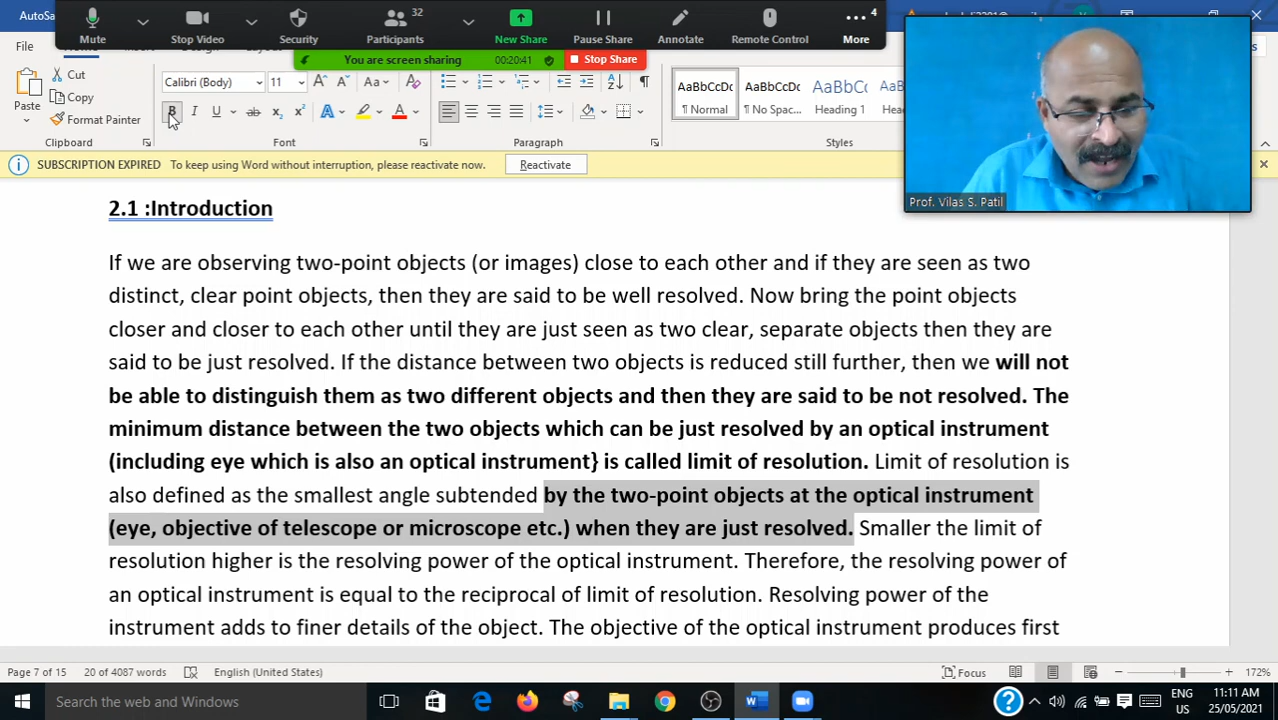 AutoSa
Mute
Stop Video
Security
32
Participants
New Share
Pause Share
Annotate
Remote Control
4
More
You are screen sharing
00:20:41
Stop Share
File
Cut
Copy
Paste
Format Painter
Clipboard
Calibri (Body)
11
Font
Paragraph
AaBbCcDc
¶ Normal
AaBbCcDc
¶ No Spac...
AaBbCc
Heading 1
Styles
SUBSCRIPTION EXPIRED To keep using Word without interruption, please reactivate now.
Reactivate
Prof. Vilas S. Patil
2.1 :Introduction
If we are observing two-point objects (or images) close to each other and if they are seen as two
distinct, clear point objects, then they are said to be well resolved. Now bring the point objects
closer and closer to each other until they are just seen as two clear, separate objects then they are
said to be just resolved. If the distance between two objects is reduced still further, then we will not
be able to distinguish them as two different objects and then they are said to be not resolved. The
minimum distance between the two objects which can be just resolved by an optical instrument
(including eye which is also an optical instrument} is called limit of resolution. Limit of resolution is
also defined as the smallest angle subtended by the two-point objects at the optical instrument
(eye, objective of telescope or microscope etc.) when they are just resolved. Smaller the limit of
resolution higher is the resolving power of the optical instrument. Therefore, the resolving power of
an optical instrument is equal to the reciprocal of limit of resolution. Resolving power of the
instrument adds to finer details of the object. The objective of the optical instrument produces first
Page 7 of 15
20 of 4087 words
English (United States)
Focus
172%
Search the web and Windows
ENG
US
11:11 AM
25/05/2021